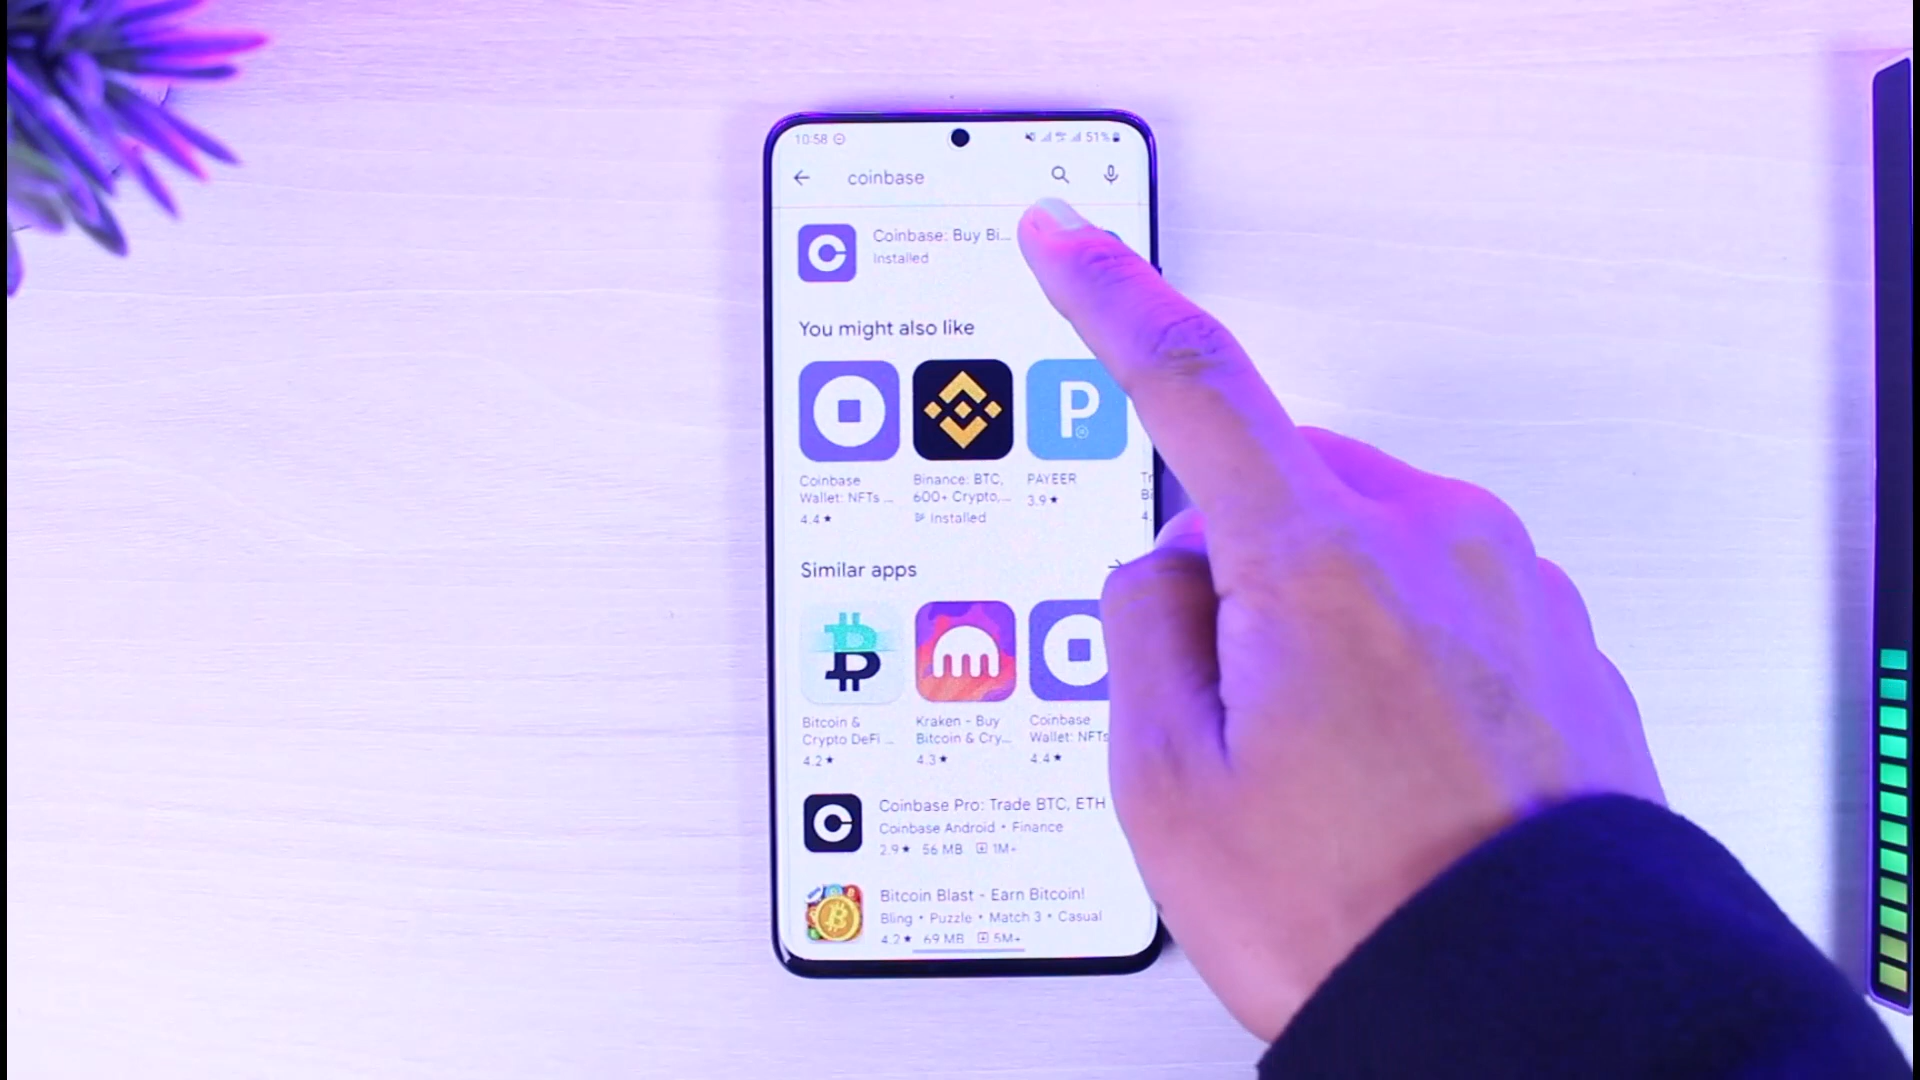 10:58 51%
coinbase
Coinbase: Buy Bi...
Installed
You might also like
Coinbase
Wallet: NFTs ...
4.4★
Binance: BTC,
600+ Crypto,...
Installed
P
PAYEER
3.9★
Tr
Bi
4.
Similar apps
Bitcoin &
Crypto DeFi ...
4.2★
Kraken - Buy
Bitcoin & Cry...
4.3★
Coinbase
Wallet: NFTs
4.4★
Coinbase Pro: Trade BTC, ETH
Coinbase Android • Finance
2.9★ 56 MB 1M+
Bitcoin Blast - Earn Bitcoin!
Bling • Puzzle • Match 3 • Casual
4.2★ 69 MB 5M+